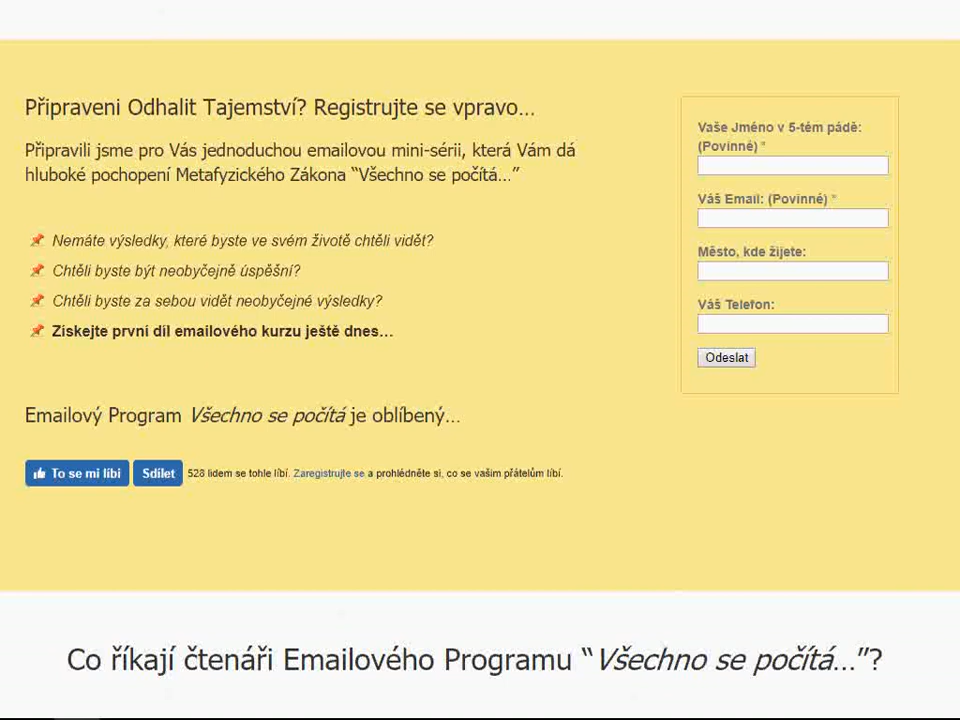 Připraveni Odhalit Tajemství? Registrujte se vpravo...
Připravili jsme pro Vás jednoduchou emailovou mini-sérii, která Vám dá
hluboké pochopení Metafyzického Zákona “Všechno se počítá...”
Nemáte výsledky, které byste ve svém životě chtěli vidět?
Chtěli byste být neobyčejně úspěšní?
Chtěli byste za sebou vidět neobyčejné výsledky?
Získejte první díl emailového kurzu ještě dnes...
Emailový Program Všechno se počítá je oblíbený...
To se mi líbí Sdílet 528 lidem se tohle líbí. Zaregistrujte se a prohlédněte si, co se vašim přátelům líbí.
Vaše Jméno v 5-tém pádě:
(Povinné) *
Váš Email: (Povinné) *
Město, kde žijete:
Váš Telefon:
Odeslat
Co říkají čtenáři Emailového Programu “Všechno se počítá...”?